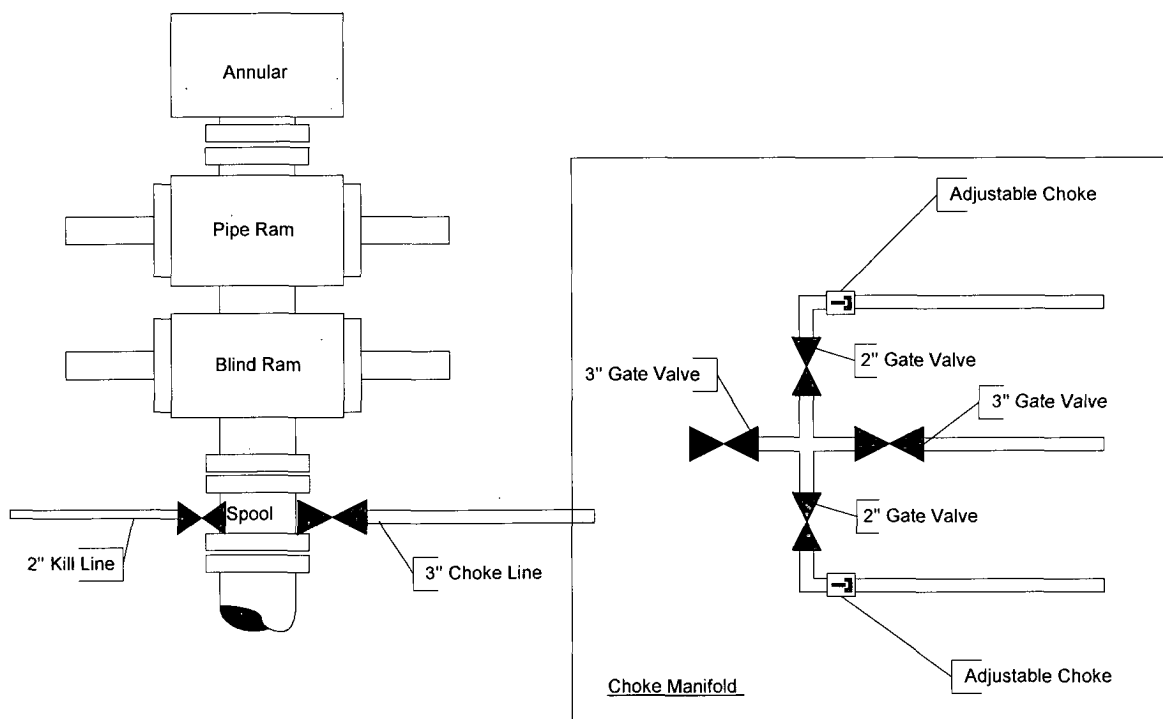 Annular
Pipe Ram
Blind Ram
Spool
2" Kill Line
3" Choke Line
Adjustable Choke
2" Gate Valve
3" Gate Valve
3" Gate Valve
2" Gate Valve
Adjustable Choke
Choke Manifold